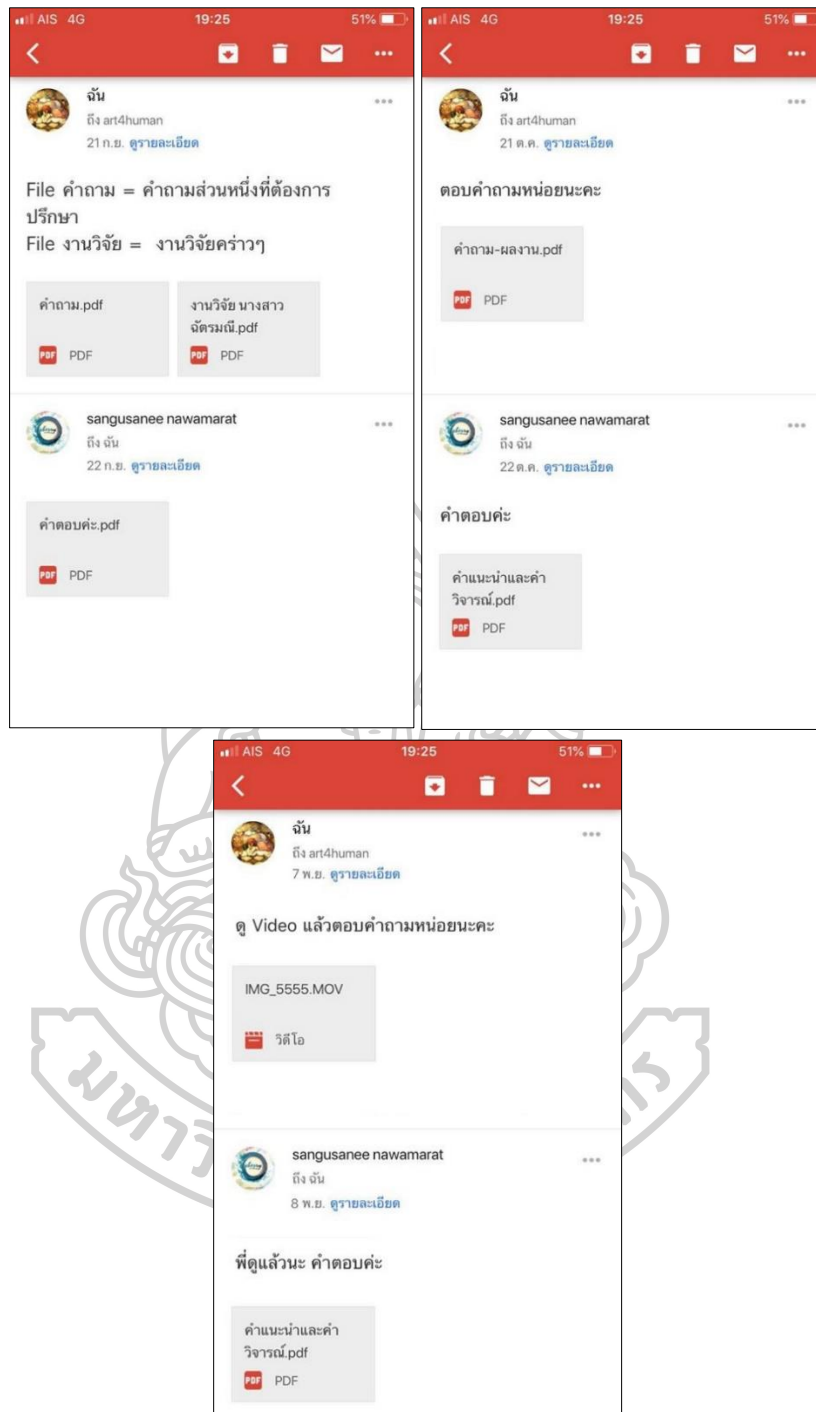 AIS 4G 19:25 51%
ฉัน
ถึง art4human
21 ก.ย. ดูรายละเอียด
File คำถาม = คำถามส่วนหนึ่งที่ต้องการ
ปรึกษา
File งานวิจัย = งานวิจัยคร่าวๆ
คำถาม.pdf
PDF PDF
งานวิจัย นางสาว
ฉัตรมณี.pdf
PDF PDF
sangusanee nawamarat
ถึง ฉัน
22 ก.ย. ดูรายละเอียด
คำตอบค่ะ.pdf
PDF PDF
AIS 4G 19:25 51%
ฉัน
ถึง art4human
21 ต.ค. ดูรายละเอียด
ตอบคำถามหน่อยนะคะ
คำถาม-ผลงาน.pdf
PDF PDF
sangusanee nawamarat
ถึง ฉัน
22 ต.ค. ดูรายละเอียด
คำตอบค่ะ
คำแนะนำและคำ
วิจารณ์.pdf
PDF PDF
AIS 4G 19:25 51%
ฉัน
ถึง art4human
7 พ.ย. ดูรายละเอียด
ดู Video แล้วตอบคำถามหน่อยนะคะ
IMG_5555.MOV
วิดีโอ
sangusanee nawamarat
ถึง ฉัน
8 พ.ย. ดูรายละเอียด
พี่ดูแล้วนะ คำตอบค่ะ
คำแนะนำและคำ
วิจารณ์.pdf
PDF PDF